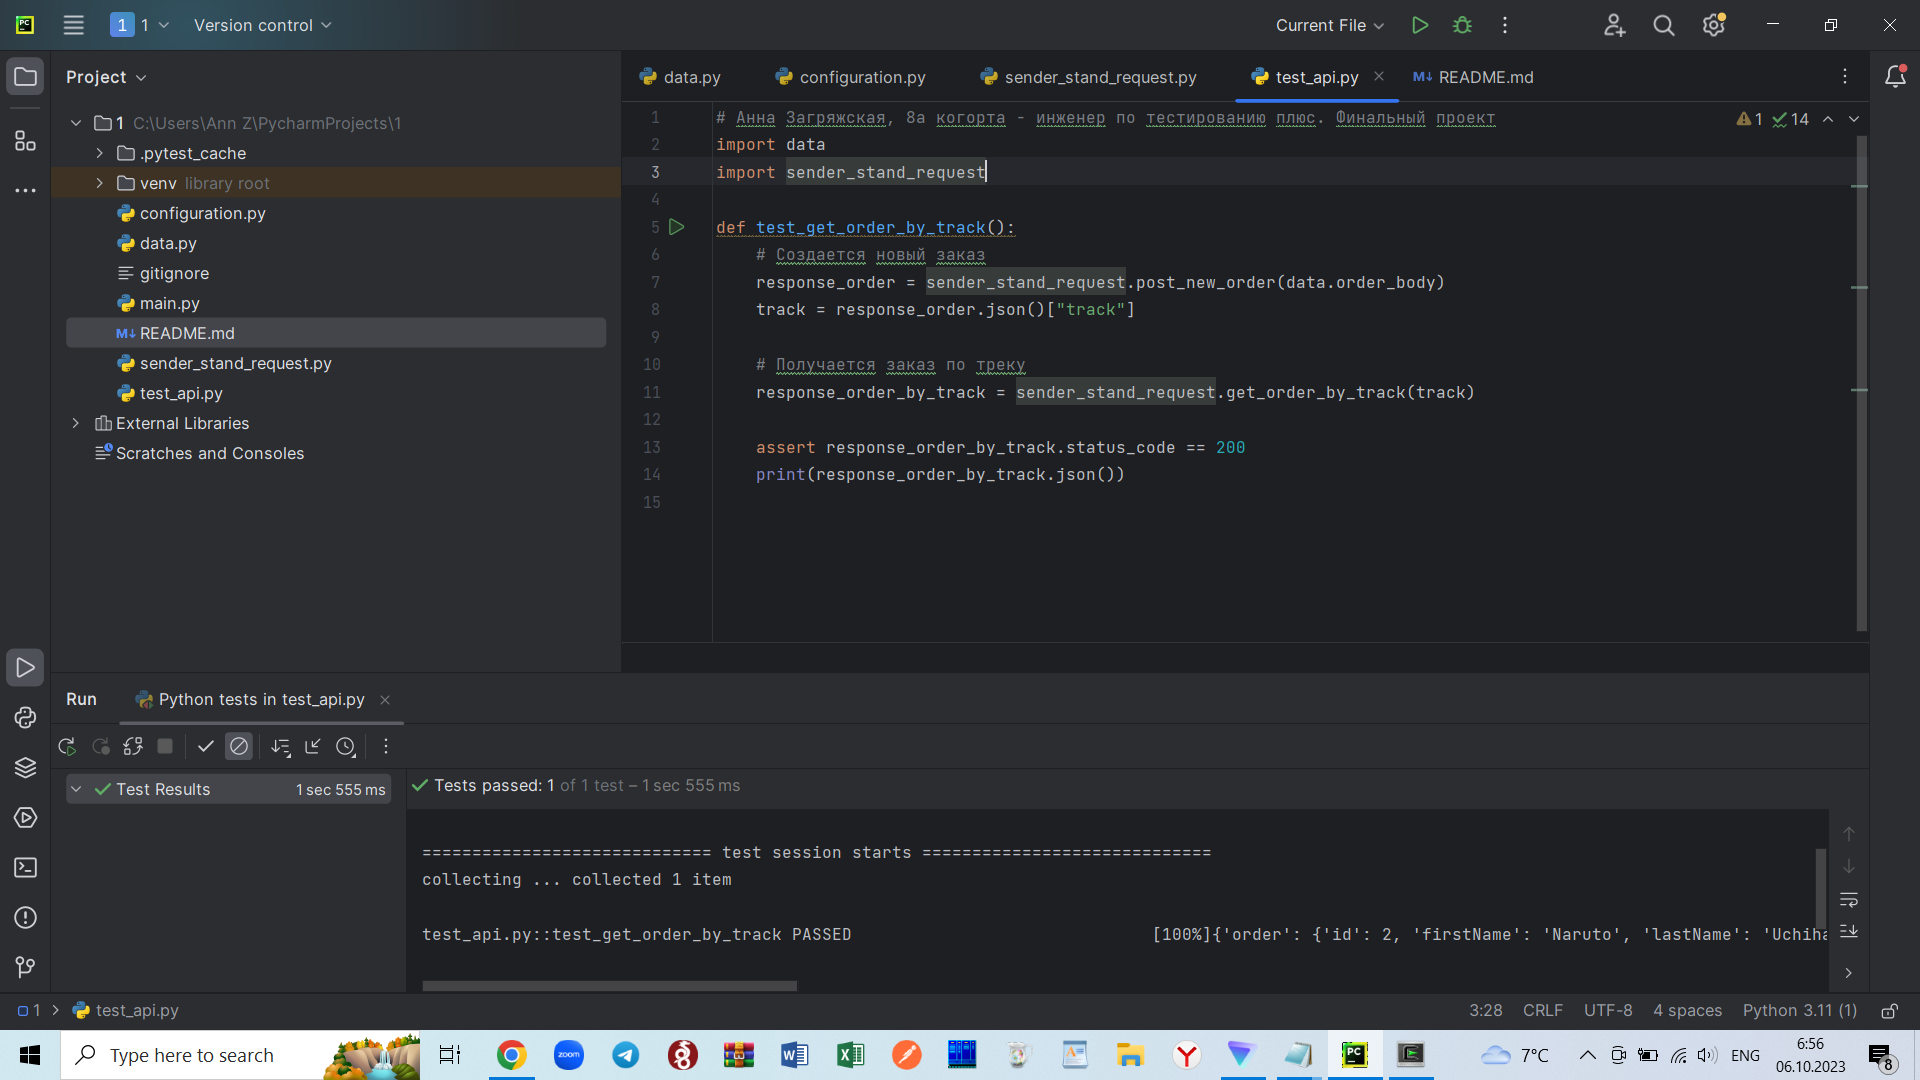 1 1 Version control
Current File
Project
data.py configuration.py sender_stand_request.py test_api.py README.md
1 C:\Users\Ann Z\PycharmProjects\1
.pytest_cache
venv library root
configuration.py
data.py
gitignore
main.py
README.md
sender_stand_request.py
test_api.py
External Libraries
Scratches and Consoles
1 # Анна Загряжская, 8а когорта - инженер по тестированию плюс. Финальный проект
1 14
2 import data
3 import sender_stand_request
4
5 def test_get_order_by_track():
6 # Создается новый заказ
7 response_order = sender_stand_request.post_new_order(data.order_body)
8 track = response_order.json()["track"]
9
10 # Получается заказ по треку
11 response_order_by_track = sender_stand_request.get_order_by_track(track)
12
13 assert response_order_by_track.status_code == 200
14 print(response_order_by_track.json())
15
Run Python tests in test_api.py
Test Results 1 sec 555 ms
Tests passed: 1 of 1 test – 1 sec 555 ms
============================= test session starts =============================
collecting ... collected 1 item
test_api.py::test_get_order_by_track PASSED [100%]{'order': {'id': 2, 'firstName': 'Naruto', 'lastName': 'Uchiha
1 test_api.py
3:28 CRLF UTF-8 4 spaces Python 3.11 (1)
Type here to search
zoom
7°C
ENG
6:56
06.10.2023
8